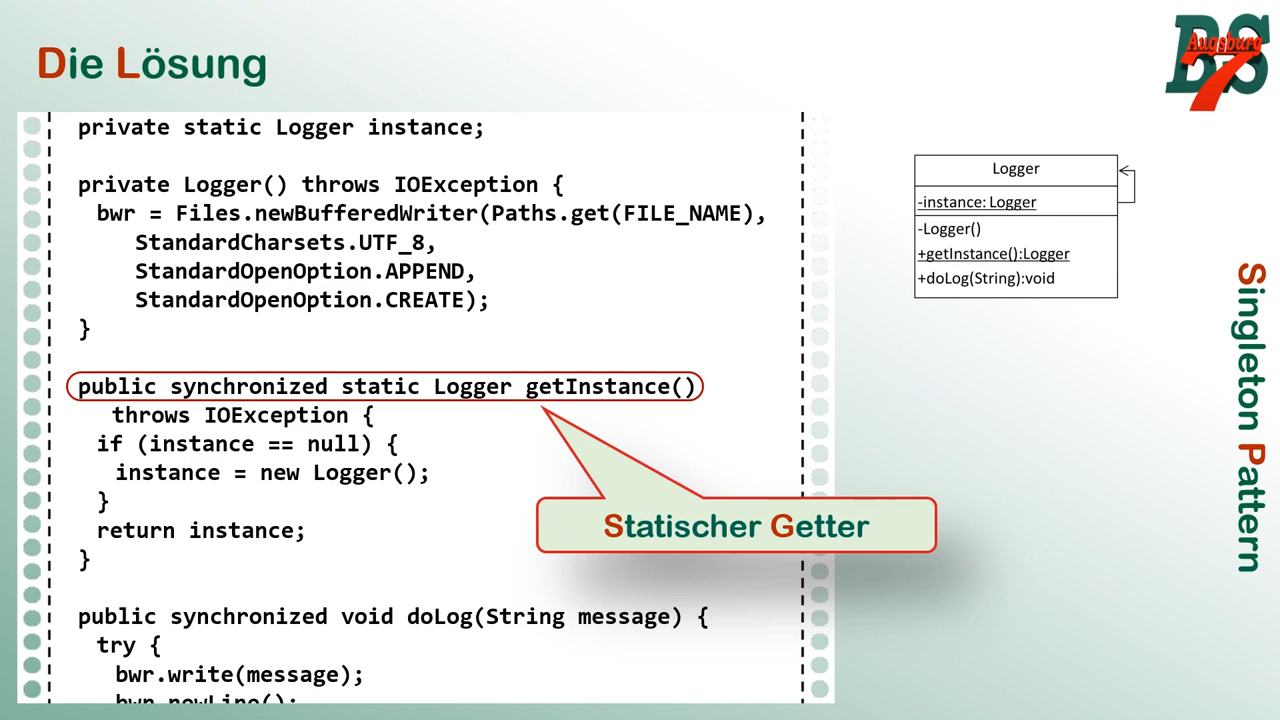 Die Lösung
BS
Augsburg
7
private static Logger instance;
private Logger() throws IOException {
bwr = Files.newBufferedWriter(Paths.get(FILE_NAME),
StandardCharsets.UTF_8,
StandardOpenOption.APPEND,
StandardOpenOption.CREATE);
}
public synchronized static Logger getInstance()
throws IOException {
if (instance == null) {
instance = new Logger();
}
return instance;
}
public synchronized void doLog(String message) {
try {
bwr.write(message);
bwr.newLine();
Statischer Getter
Logger
-instance: Logger
-Logger()
+getInstance():Logger
+doLog(String):void
Singleton Pattern